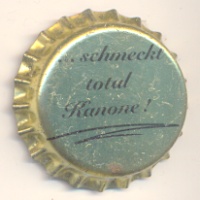 ... schmeckt
total
Kanone!